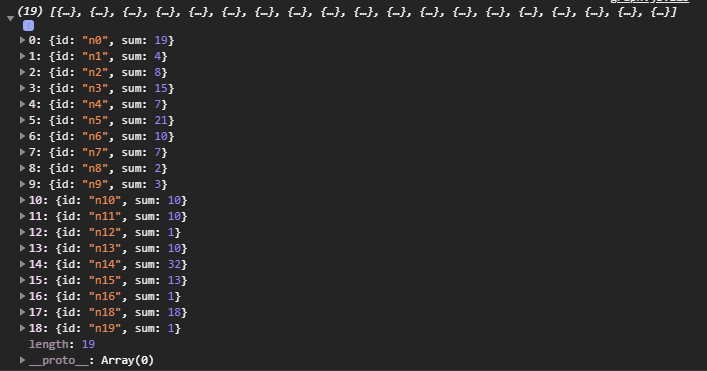 (19) [{…}, {…}, {…}, {…}, {…}, {…}, {…}, {…}, {…}, {…}, {…}, {…}, {…}, {…}, {…}, {…}, {…}, {…}, {…}]
0: {id: "n0", sum: 19}
1: {id: "n1", sum: 4}
2: {id: "n2", sum: 8}
3: {id: "n3", sum: 15}
4: {id: "n4", sum: 7}
5: {id: "n5", sum: 21}
6: {id: "n6", sum: 10}
7: {id: "n7", sum: 7}
8: {id: "n8", sum: 2}
9: {id: "n9", sum: 3}
10: {id: "n10", sum: 10}
11: {id: "n11", sum: 10}
12: {id: "n12", sum: 1}
13: {id: "n13", sum: 10}
14: {id: "n14", sum: 32}
15: {id: "n15", sum: 13}
16: {id: "n16", sum: 1}
17: {id: "n18", sum: 18}
18: {id: "n19", sum: 1}
length: 19
__proto__: Array(0)